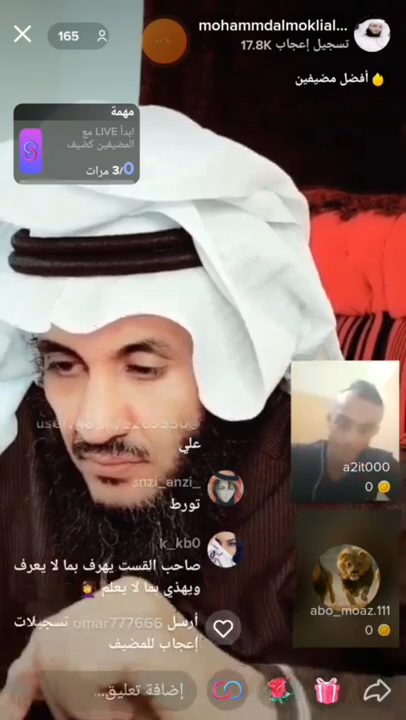 mohammdalmoklial...
تسجيل إعجاب 17.8K
165
🔥 أفضل مضيفين
مهمة
ابدأ LIVE مع
المضيفين كضيف
0/3 مرات
علي
anzi_anzi_
تورط
k_kb0
صاحب القست يهرف بما لا يعرف
ويهذي بما لا يعلم 🤦‍♀️
أرسل omar777666 تسجيلات
إعجاب للمضيف
a2it000
0
abo_moaz.111
0
إضافة تعليق...